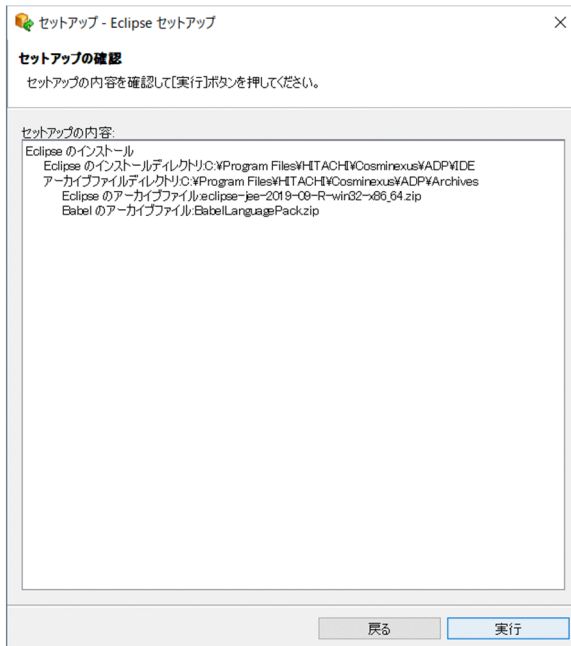 セットアップ - Eclipse セットアップ
セットアップの確認
セットアップの内容を確認して[実行]ボタンを押してください。
セットアップの内容:
Eclipse のインストール
Eclipse のインストールディレクトリ:C:¥Program Files¥HITACHI¥Cosminexus¥ADP¥IDE
アーカイブファイルディレクトリ:C:¥Program Files¥HITACHI¥Cosminexus¥ADP¥Archives
Eclipse のアーカイブファイル:eclipse-jee-2019-09-R-win32-x86_64.zip
Babel のアーカイブファイル:BabelLanguagePack.zip
戻る
実行